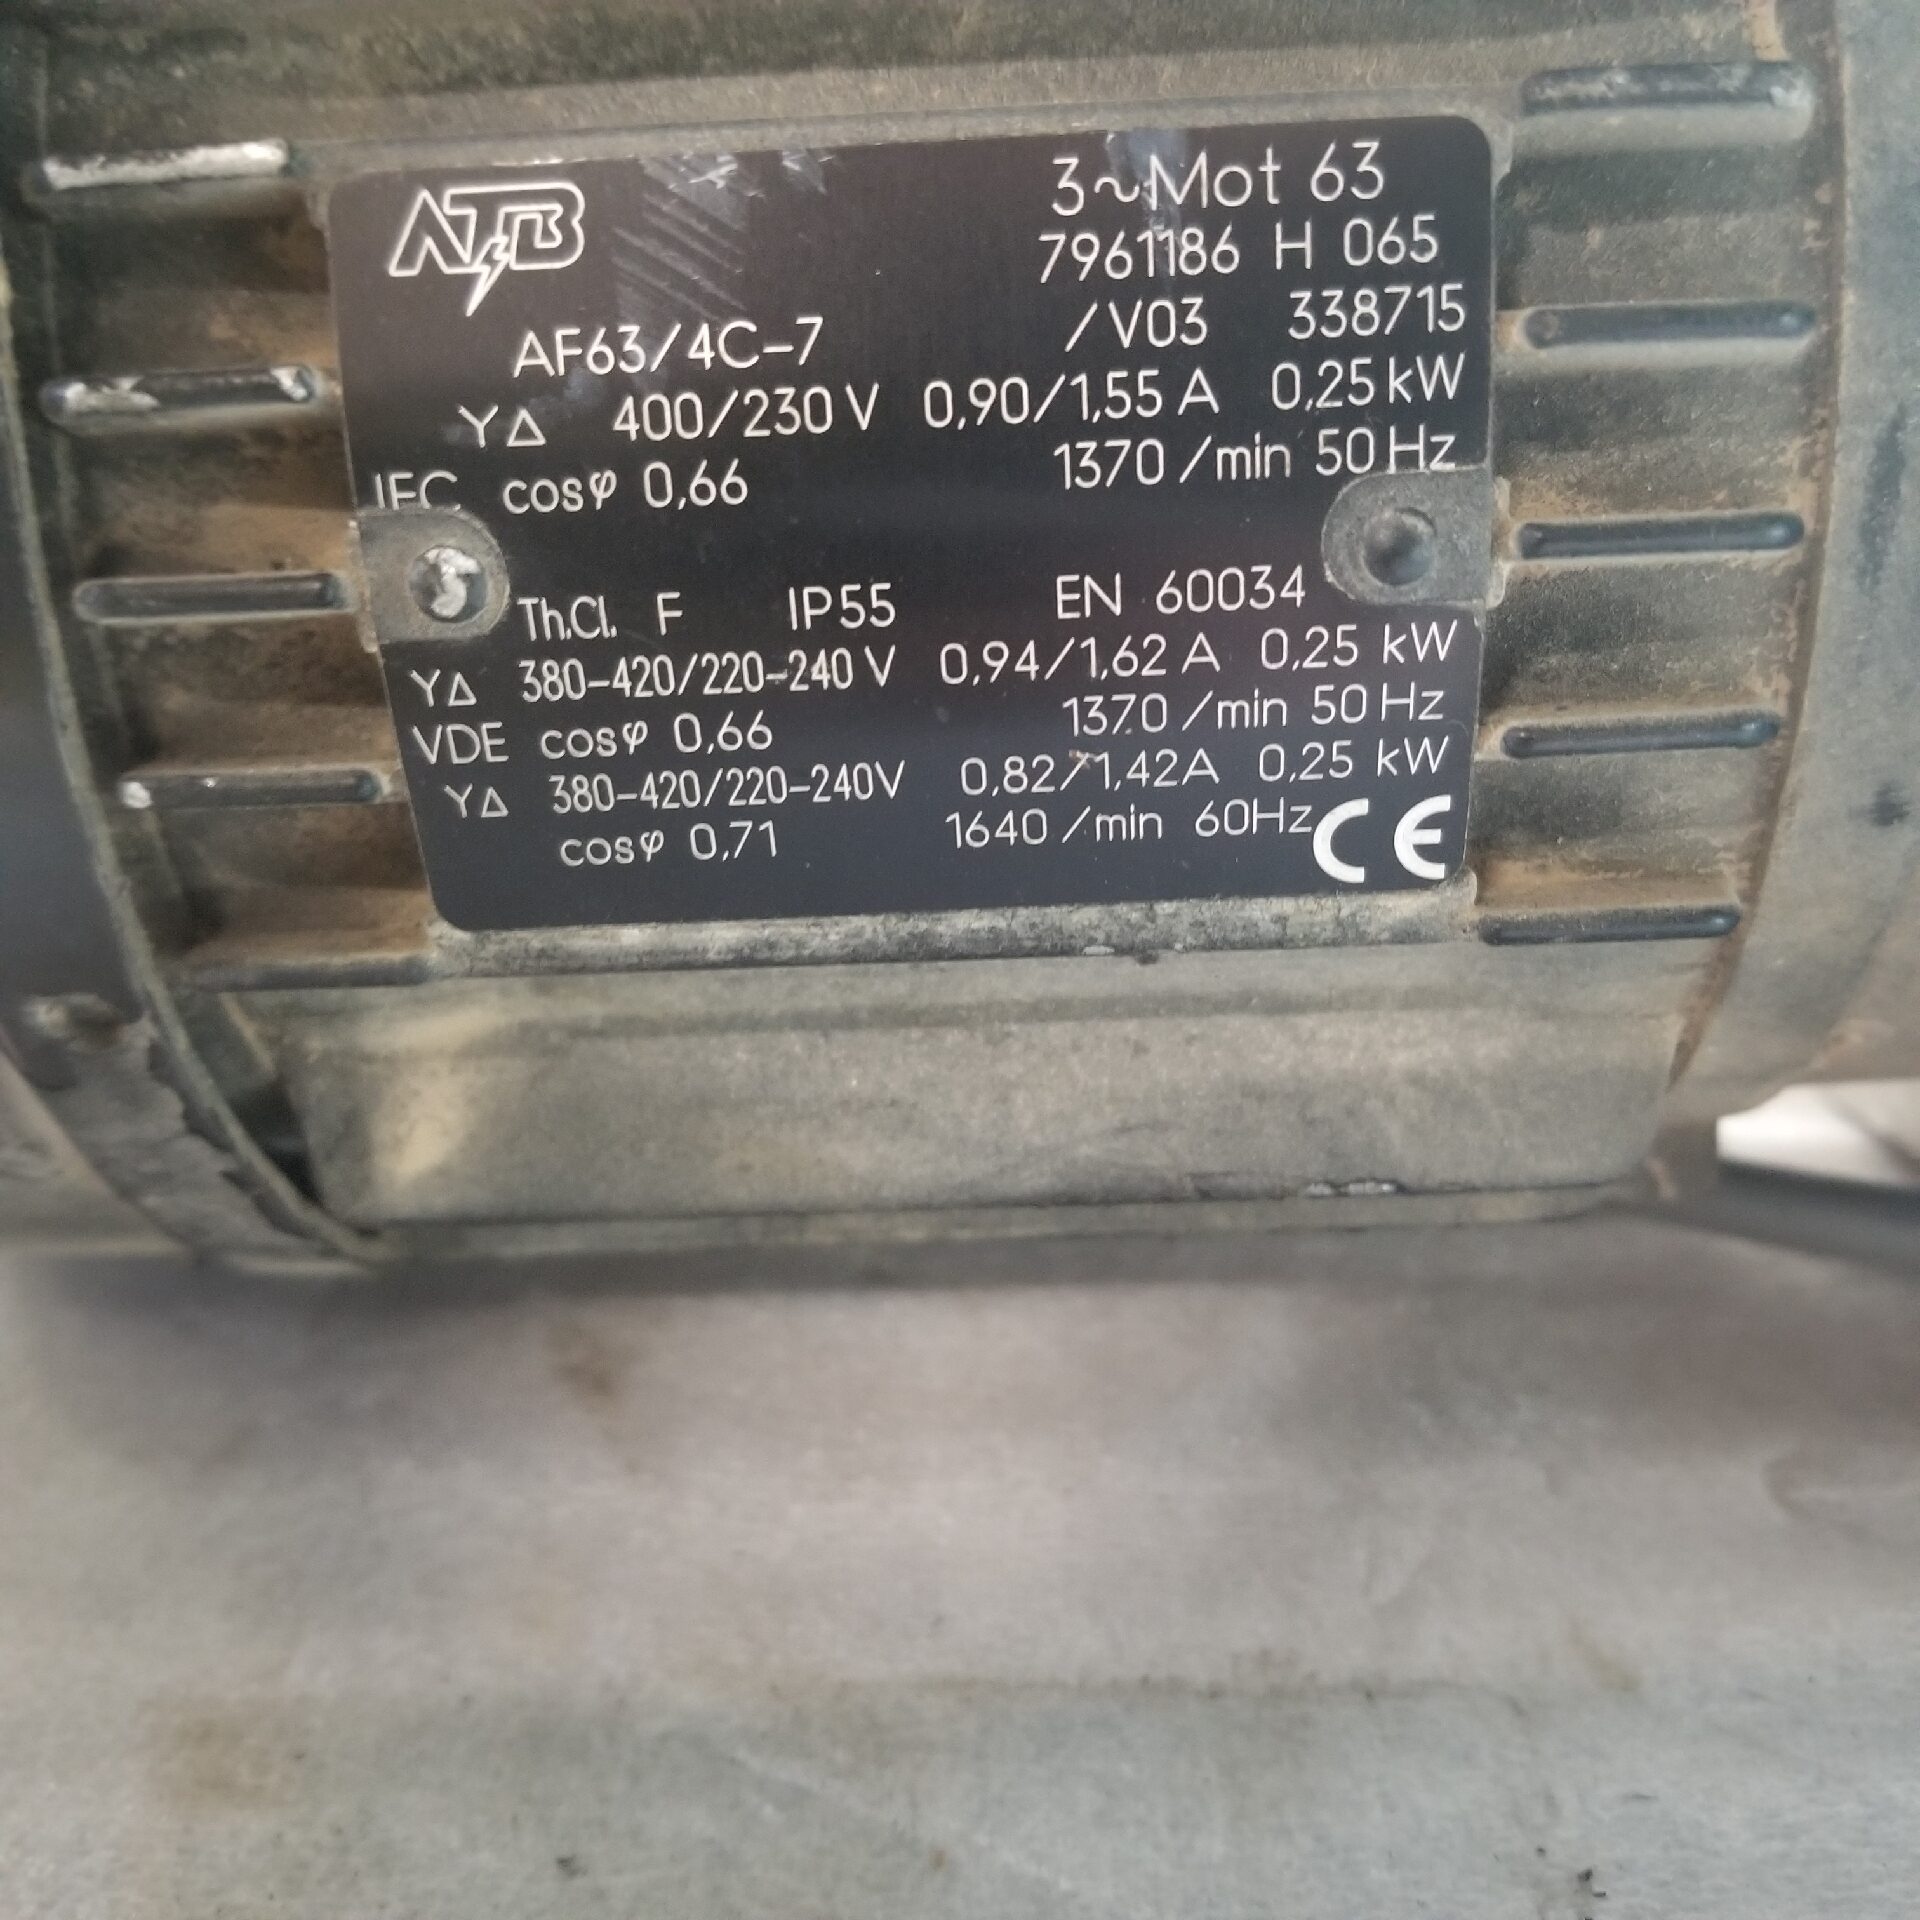 ATB
3~Mot 63
7961186 H 065
AF63/4C-7 /V03 338715
Y△ 400/230 V 0,90/1,55 A 0,25 kW
IEC cosφ 0,66 1370 /min 50 Hz
Th.Cl. F IP55 EN 60034
Y△ 380-420/220-240 V 0,94/1,62 A 0,25 kW
VDE cosφ 0,66 1370 /min 50 Hz
Y△ 380-420/220-240V 0,82/1,42A 0,25 kW
cosφ 0,71 1640 /min 60Hz CE